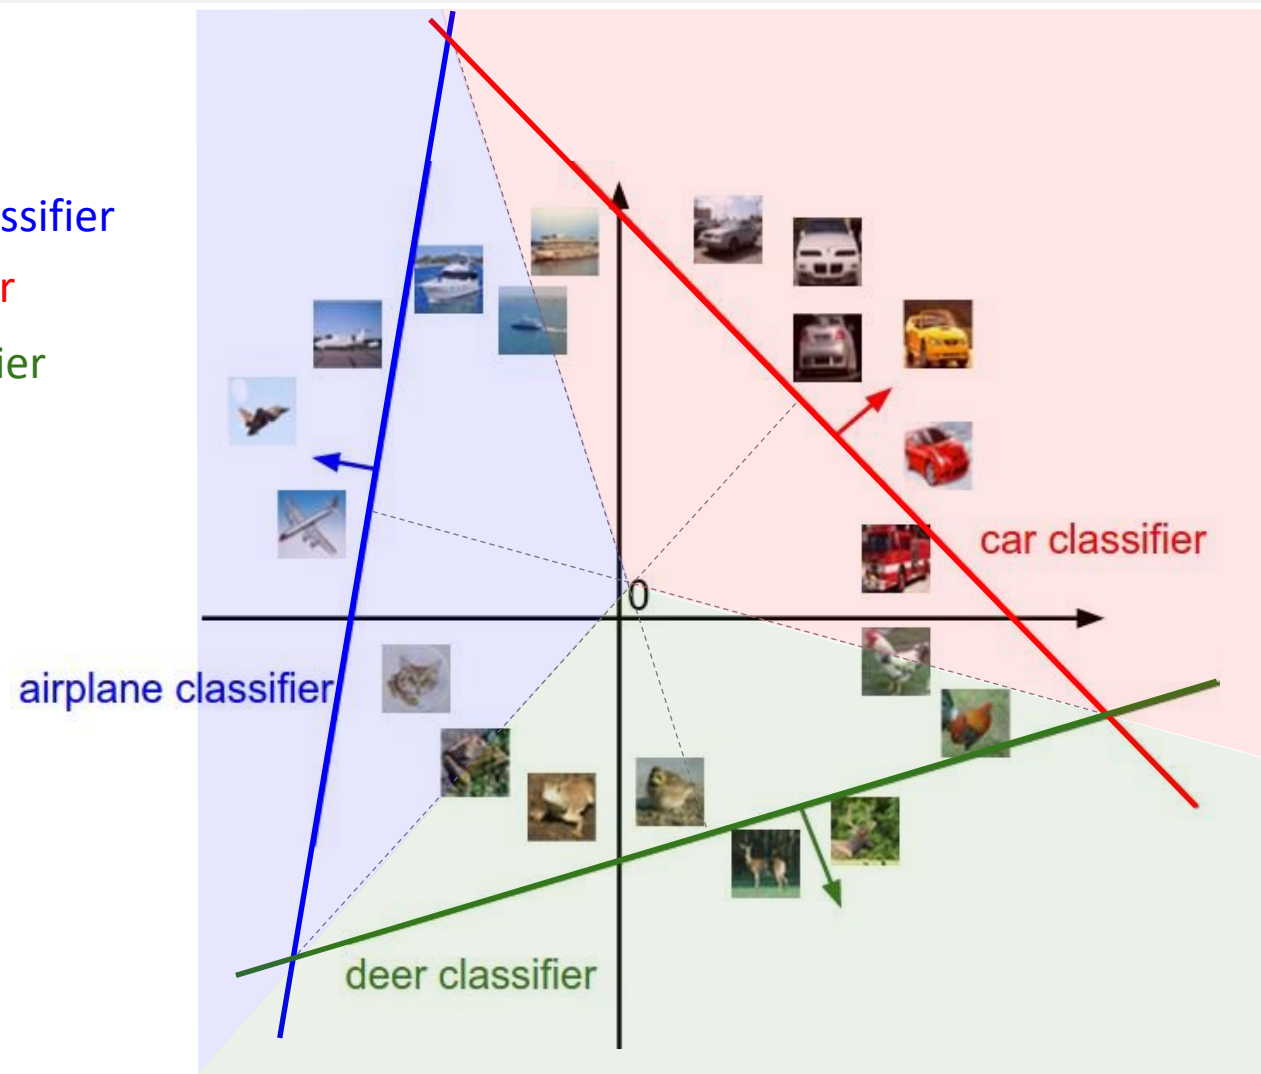 ssifier
r
ier
0
car classifier
airplane classifier
deer classifier